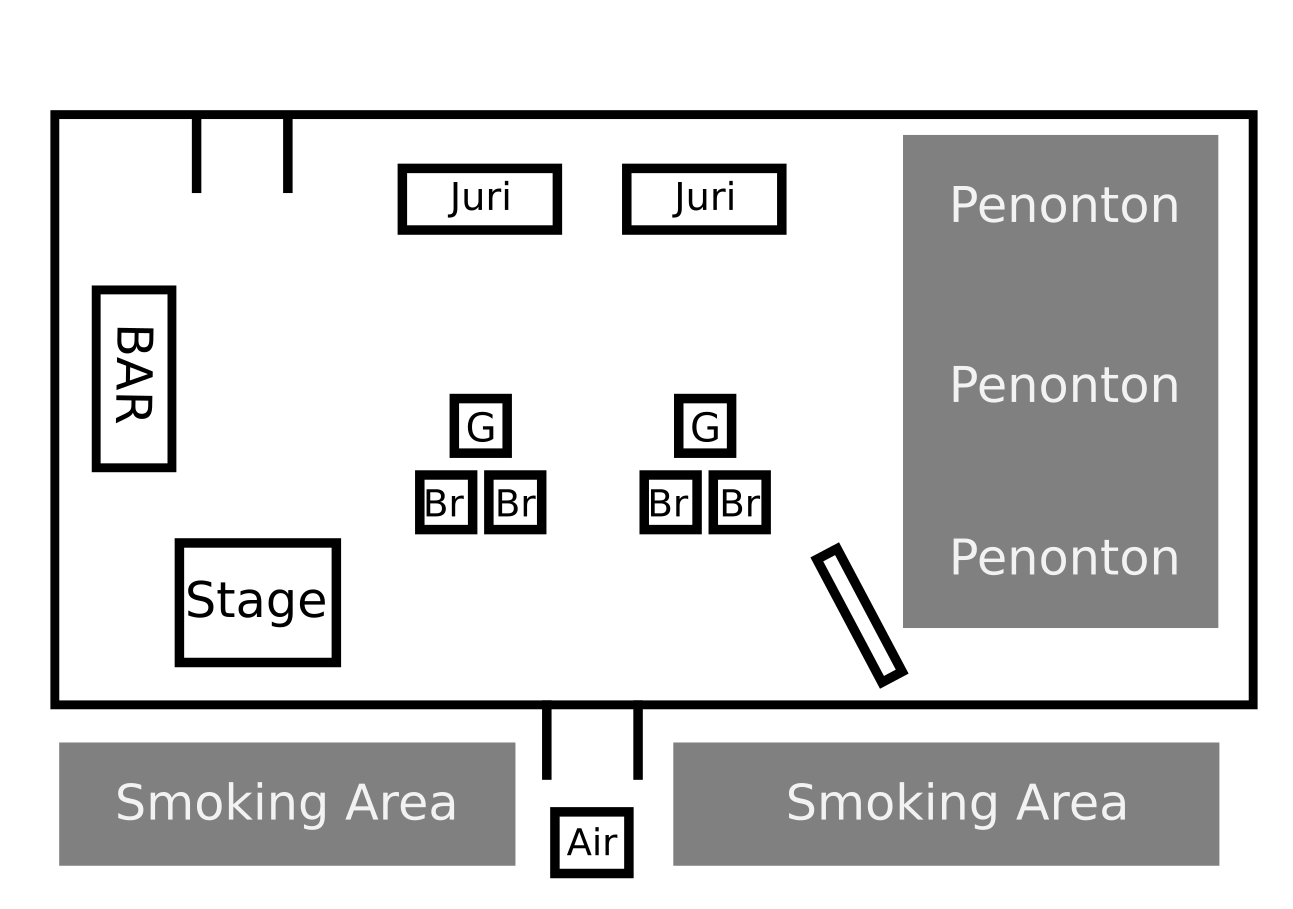 Juri
Juri
Penonton
BAR
Penonton
G
G
Br
Br
Br
Br
Penonton
Stage
Smoking Area
Smoking Area
Air